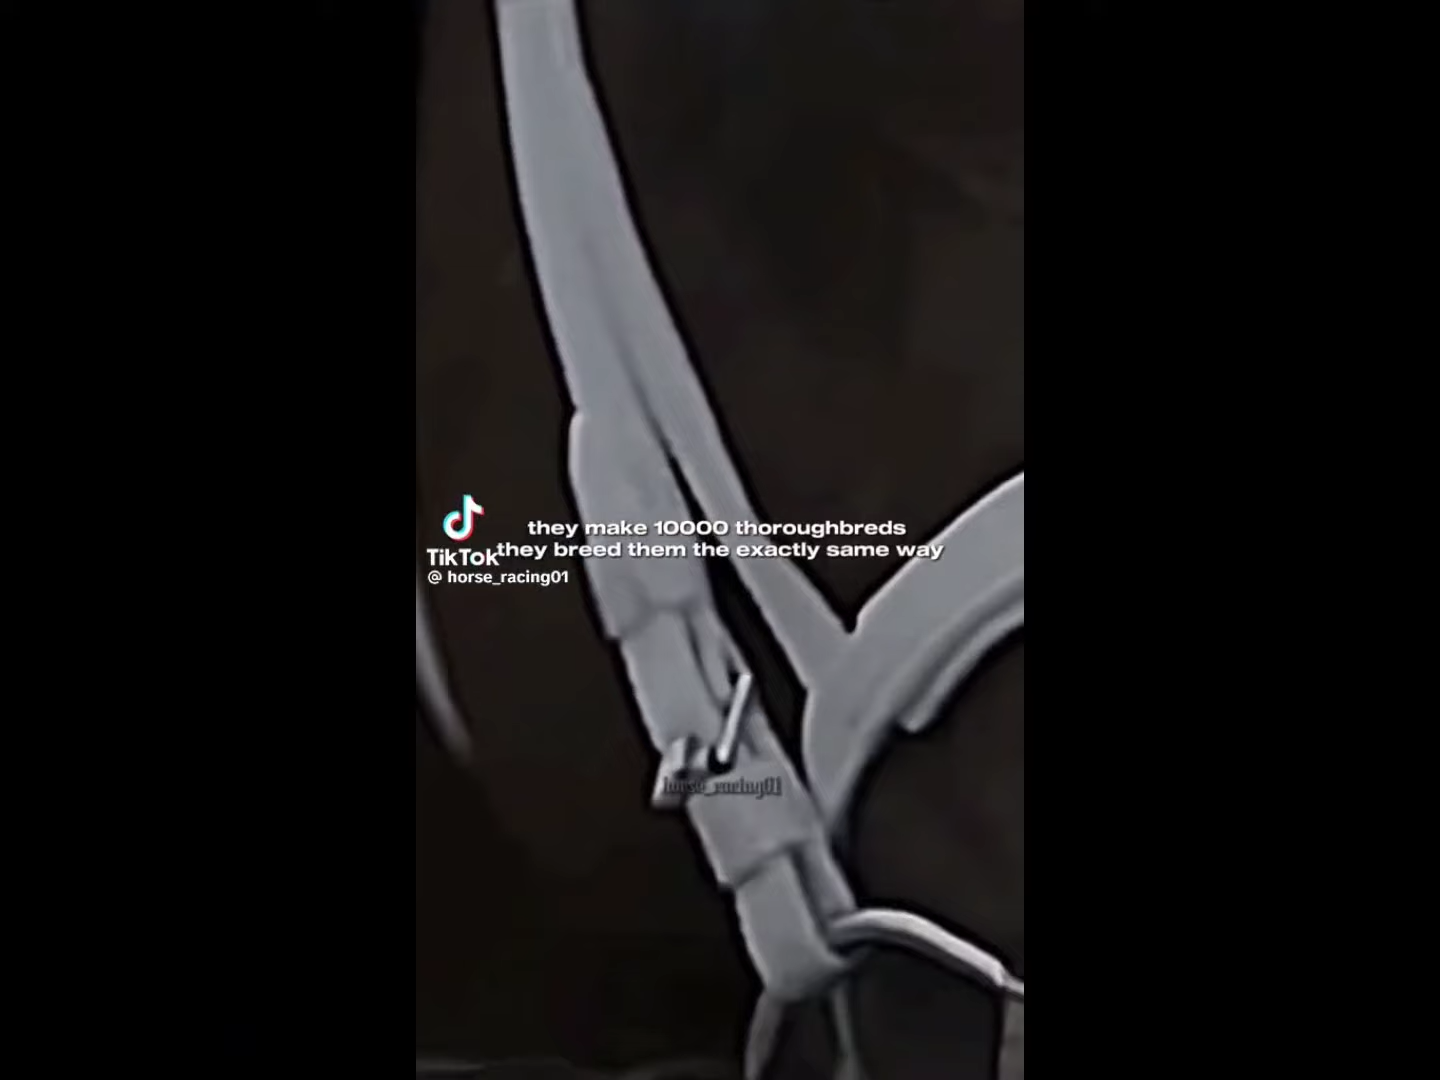 they make 10000 thoroughbreds
they breed them the exactly same way
TikTok
@ horse_racing01
horse_racing01